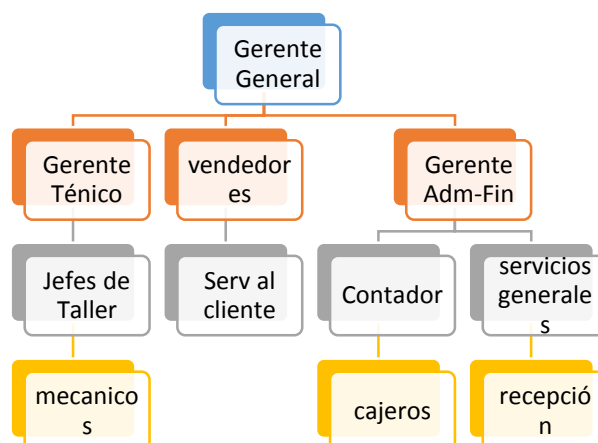 Gerente
General
Gerente
Ténico
vendedor
es
Gerente
Adm-Fin
Jefes de
Taller
Serv al
cliente
Contador
servicios
generale
s
mecanico
s
cajeros
recepció
n